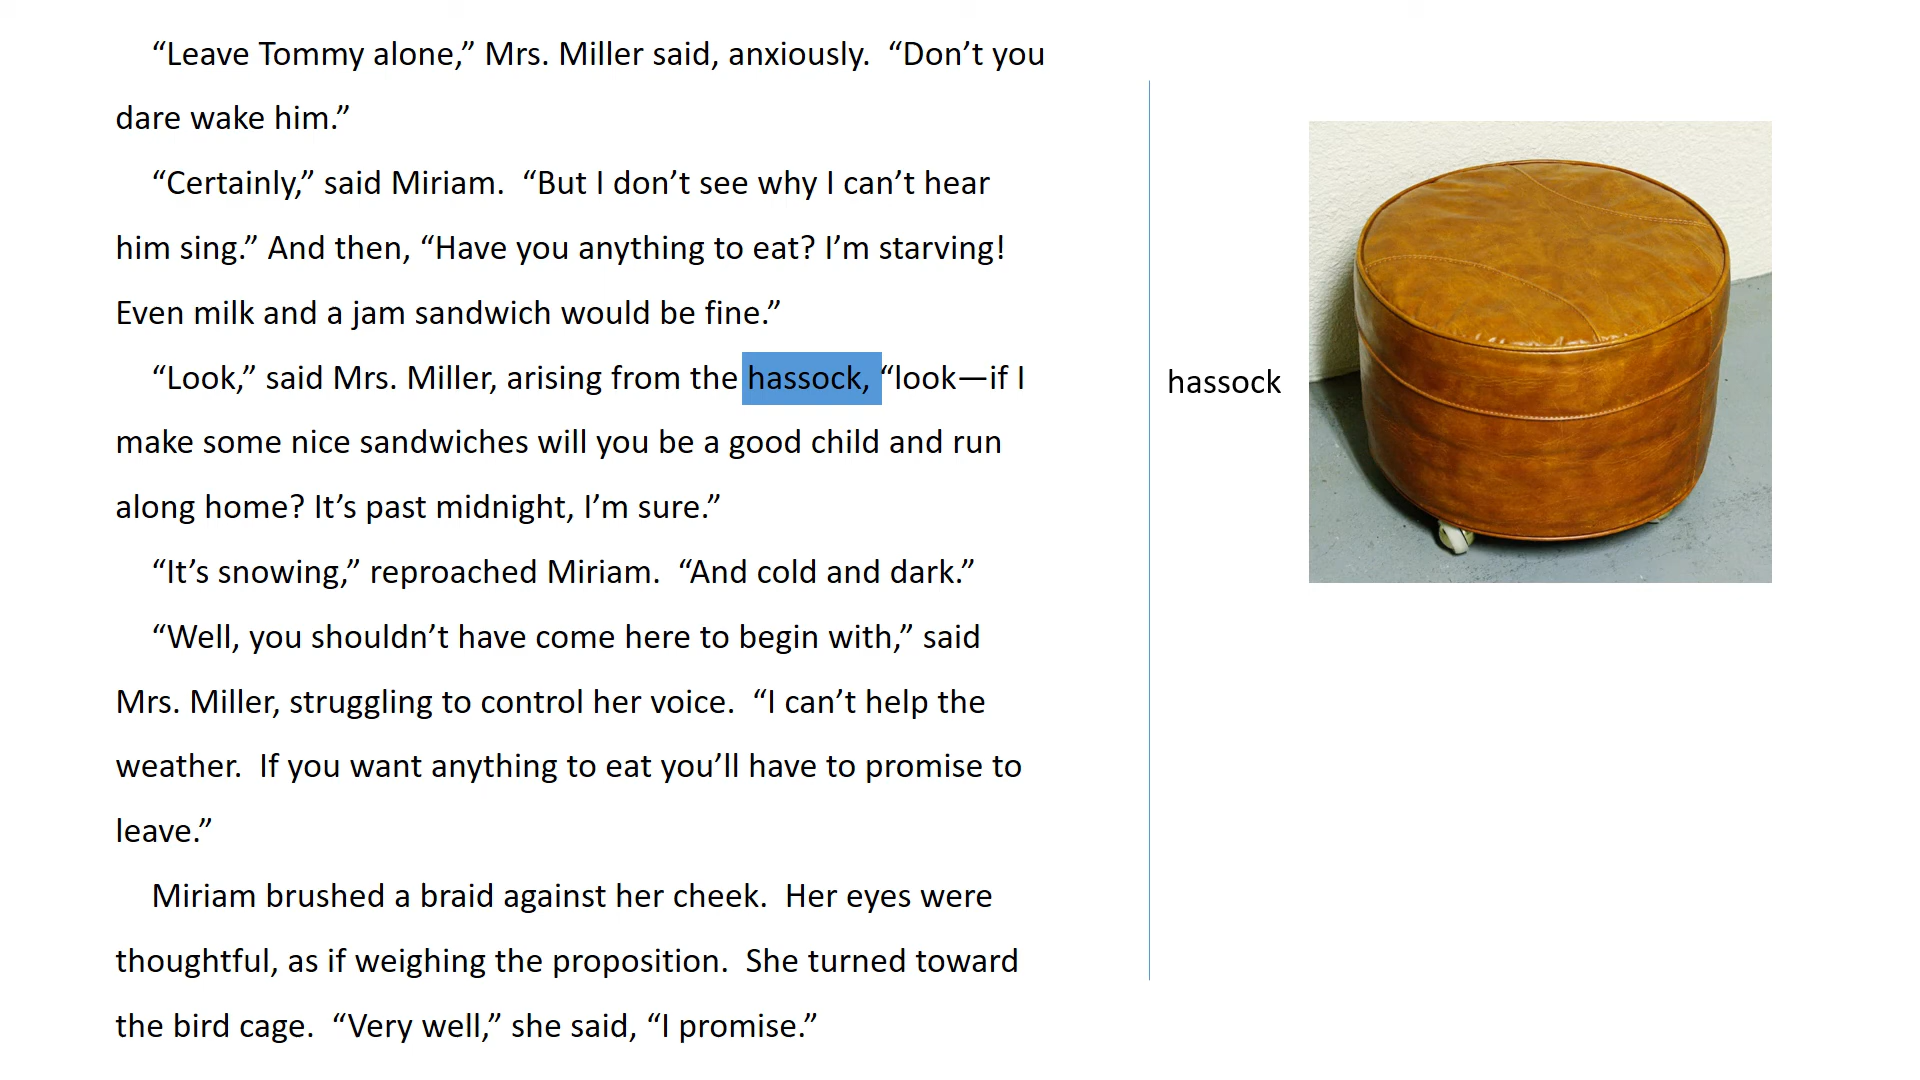 “Leave Tommy alone,” Mrs. Miller said, anxiously.  “Don’t you
dare wake him.”
“Certainly,” said Miriam.  “But I don’t see why I can’t hear
him sing.” And then, “Have you anything to eat? I’m starving!
Even milk and a jam sandwich would be fine.”
“Look,” said Mrs. Miller, arising from the hassock, “look—if I
make some nice sandwiches will you be a good child and run
along home? It’s past midnight, I’m sure.”
“It’s snowing,” reproached Miriam.  “And cold and dark.”
“Well, you shouldn’t have come here to begin with,” said
Mrs. Miller, struggling to control her voice.  “I can’t help the
weather.  If you want anything to eat you’ll have to promise to
leave.”
Miriam brushed a braid against her cheek.  Her eyes were
thoughtful, as if weighing the proposition.  She turned toward
the bird cage.  “Very well,” she said, “I promise.”
hassock